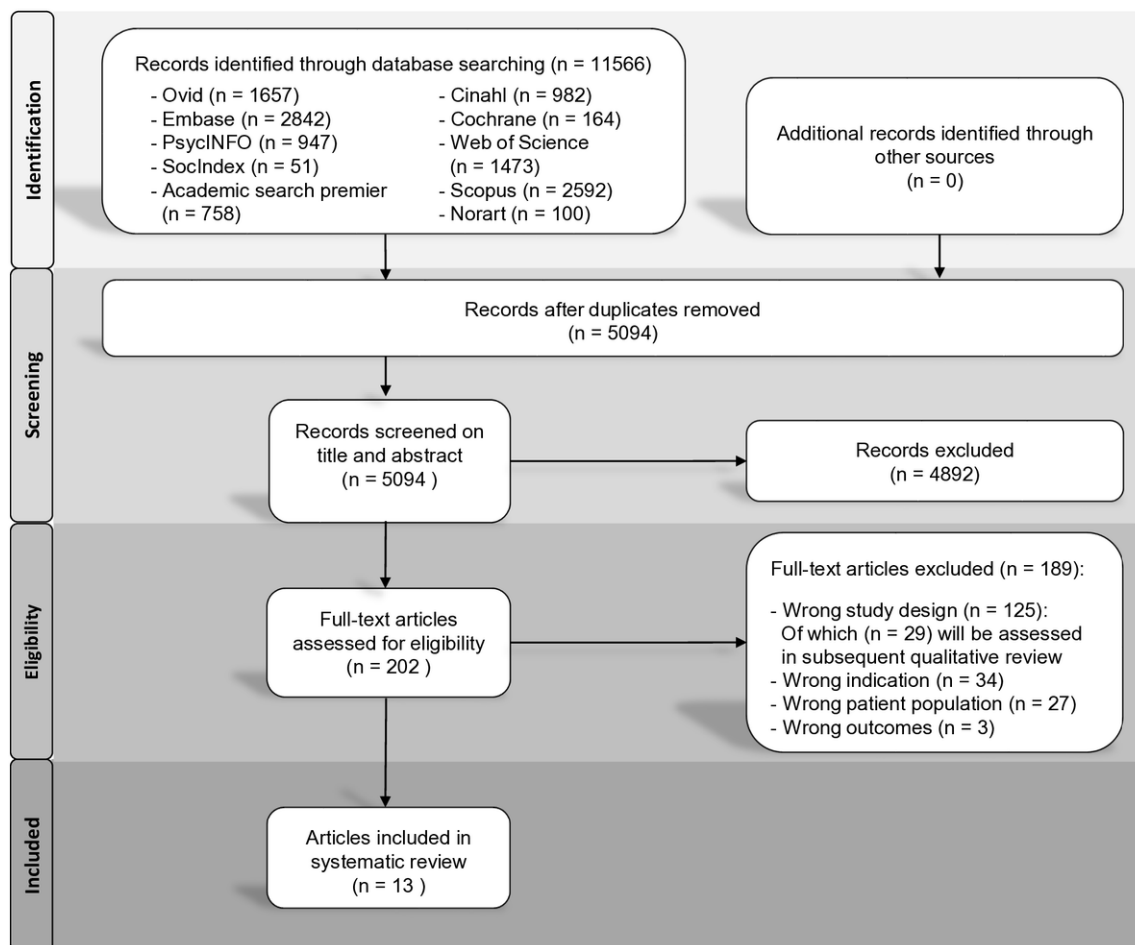 Identification
Records identified through database searching (n = 11566)
- Ovid (n = 1657)
- Embase (n = 2842)
- PsycINFO (n = 947)
- SocIndex (n = 51)
- Academic search premier
(n = 758)
- Cinahl (n = 982)
- Cochrane (n = 164)
- Web of Science
(n = 1473)
- Scopus (n = 2592)
- Norart (n = 100)
Additional records identified through
other sources
(n = 0)
Screening
Records after duplicates removed
(n = 5094)
Records screened on
title and abstract
(n = 5094 )
Records excluded
(n = 4892)
Eligibility
Full-text articles
assessed for eligibility
(n = 202 )
Full-text articles excluded (n = 189):
- Wrong study design (n = 125):
Of which (n = 29) will be assessed
in subsequent qualitative review
- Wrong indication (n = 34)
- Wrong patient population (n = 27)
- Wrong outcomes (n = 3)
Included
Articles included in
systematic review
(n = 13 )